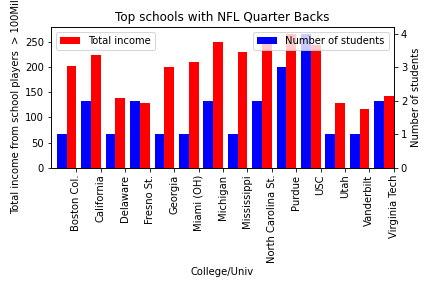 Top schools with NFL Quarter Backs
Total income from school players > 100Mil
Total income
Number of students
250
200
150
100
50
0
4
3
2
1
0
Number of students
Boston Col.
California
Delaware
Fresno St.
Georgia
Miami (OH)
Michigan
Mississippi
North Carolina St.
Purdue
USC
Utah
Vanderbilt
Virginia Tech
College/Univ